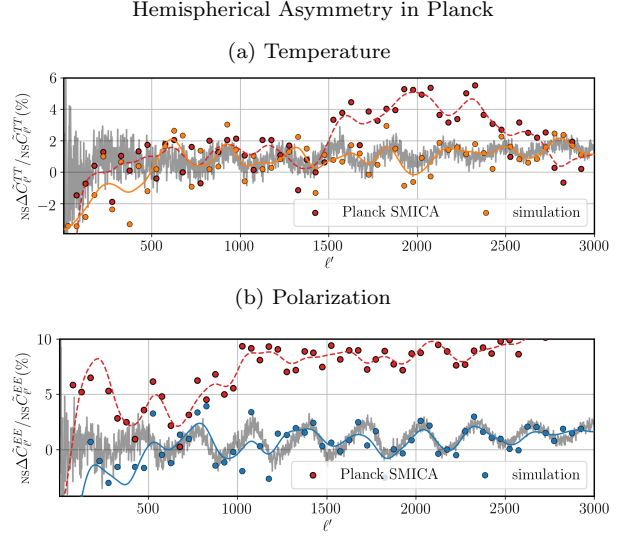 Hemispherical Asymmetry in Planck
(a) Temperature
NSΔC̃ℓ′^TT/NSC̃ℓ′^TT(%)
6
4
2
0
−2
Planck SMICA
simulation
500
1000
1500
2000
2500
3000
ℓ′
(b) Polarization
NSΔC̃ℓ′^EE/NSC̃ℓ′^EE(%)
10
5
0
Planck SMICA
simulation
500
1000
1500
2000
2500
3000
ℓ′